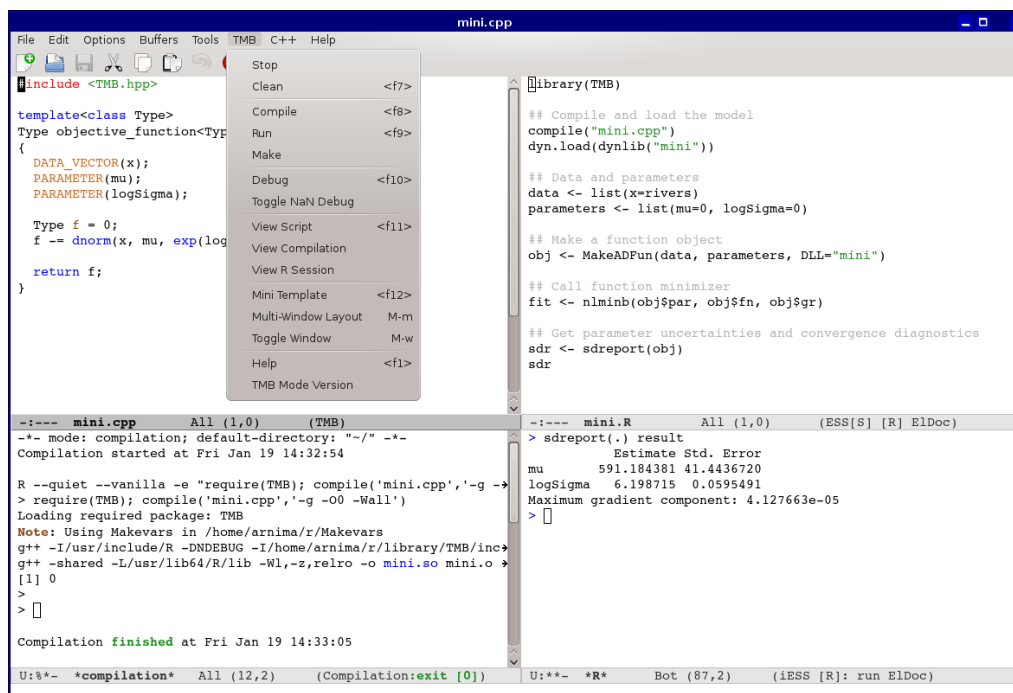 mini.cpp
File Edit Options Buffers Tools TMB C++ Help
Stop
Clean <f7>
Compile <f8>
Run <f9>
Make
Debug <f10>
Toggle NaN Debug
View Script <f11>
View Compilation
View R Session
Mini Template <f12>
Multi-Window Layout M-m
Toggle Window M-w
Help <f1>
TMB Mode Version
#include <TMB.hpp>
template<class Type>
Type objective_function<Typ
{
DATA_VECTOR(x);
PARAMETER(mu);
PARAMETER(logSigma);
Type f = 0;
f -= dnorm(x, mu, exp(log
return f;
}
-:--- mini.cpp All (1,0) (TMB)
library(TMB)
## Compile and load the model
compile("mini.cpp")
dyn.load(dynlib("mini"))
## Data and parameters
data <- list(x=rivers)
parameters <- list(mu=0, logSigma=0)
## Make a function object
obj <- MakeADFun(data, parameters, DLL="mini")
## Call function minimizer
fit <- nlminb(obj$par, obj$fn, obj$gr)
## Get parameter uncertainties and convergence diagnostics
sdr <- sdreport(obj)
sdr
-:--- mini.R All (1,0) (ESS[S] [R] ElDoc)
-*- mode: compilation; default-directory: "~/" -*-
Compilation started at Fri Jan 19 14:32:54
R --quiet --vanilla -e "require(TMB); compile('mini.cpp','-g -
> require(TMB); compile('mini.cpp','-g -O0 -Wall')
Loading required package: TMB
Note: Using Makevars in /home/arnima/r/Makevars
g++ -I/usr/include/R -DNDEBUG -I/home/arnima/r/library/TMB/inc
g++ -shared -L/usr/lib64/R/lib -Wl,-z,relro -o mini.so mini.o
[1] 0
>
>
Compilation finished at Fri Jan 19 14:33:05
U:%*- *compilation* All (12,2) (Compilation:exit [0])
> sdreport(.) result
Estimate Std. Error
mu 591.184381 41.4436720
logSigma 6.198715 0.0595491
Maximum gradient component: 4.127663e-05
>
U:**- *R* Bot (87,2) (iESS [R]: run ElDoc)